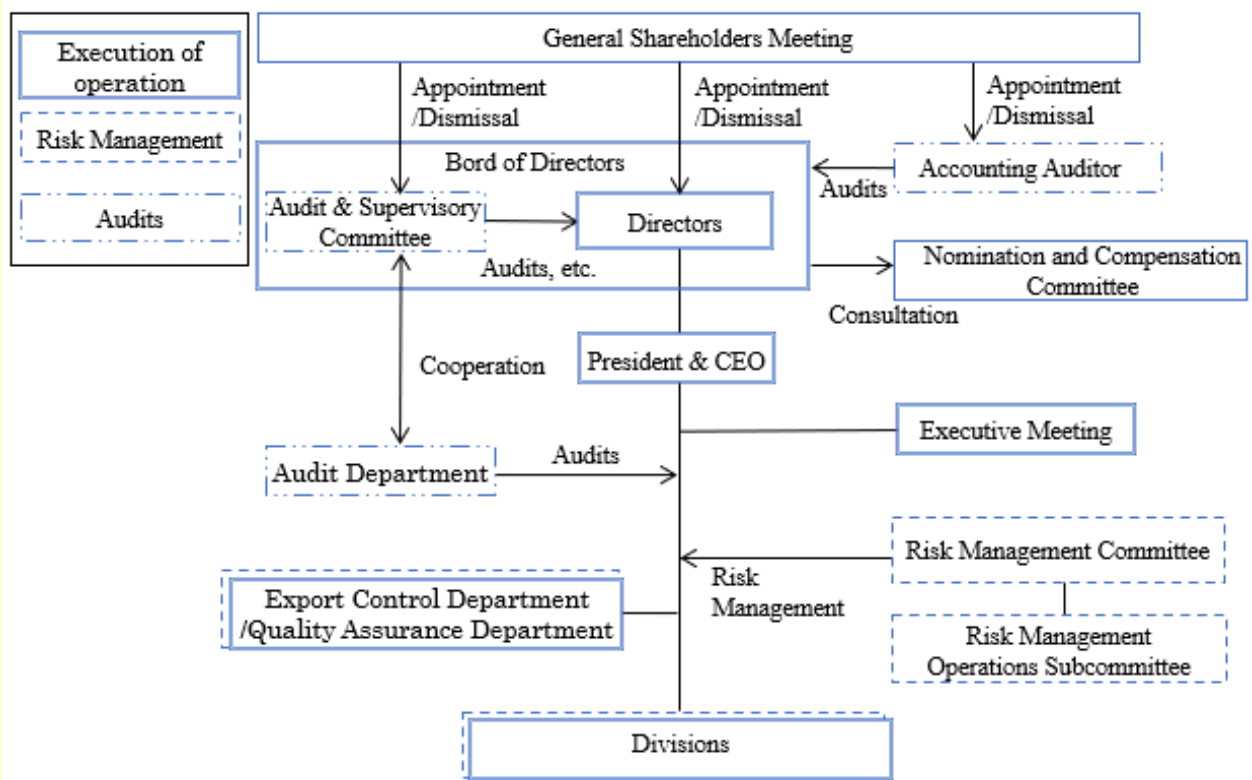 Execution of
operation
Risk Management
Audits
General Shareholders Meeting
Appointment
/Dismissal
Appointment
/Dismissal
Appointment
/Dismissal
Bord of Directors
Audit & Supervisory
Committee
Directors
Audits, etc.
Audits
Accounting Auditor
Nomination and Compensation
Committee
Consultation
President & CEO
Cooperation
Executive Meeting
Audit Department
Audits
Risk Management Committee
Risk
Management
Export Control Department
/Quality Assurance Department
Risk Management
Operations Subcommittee
Divisions